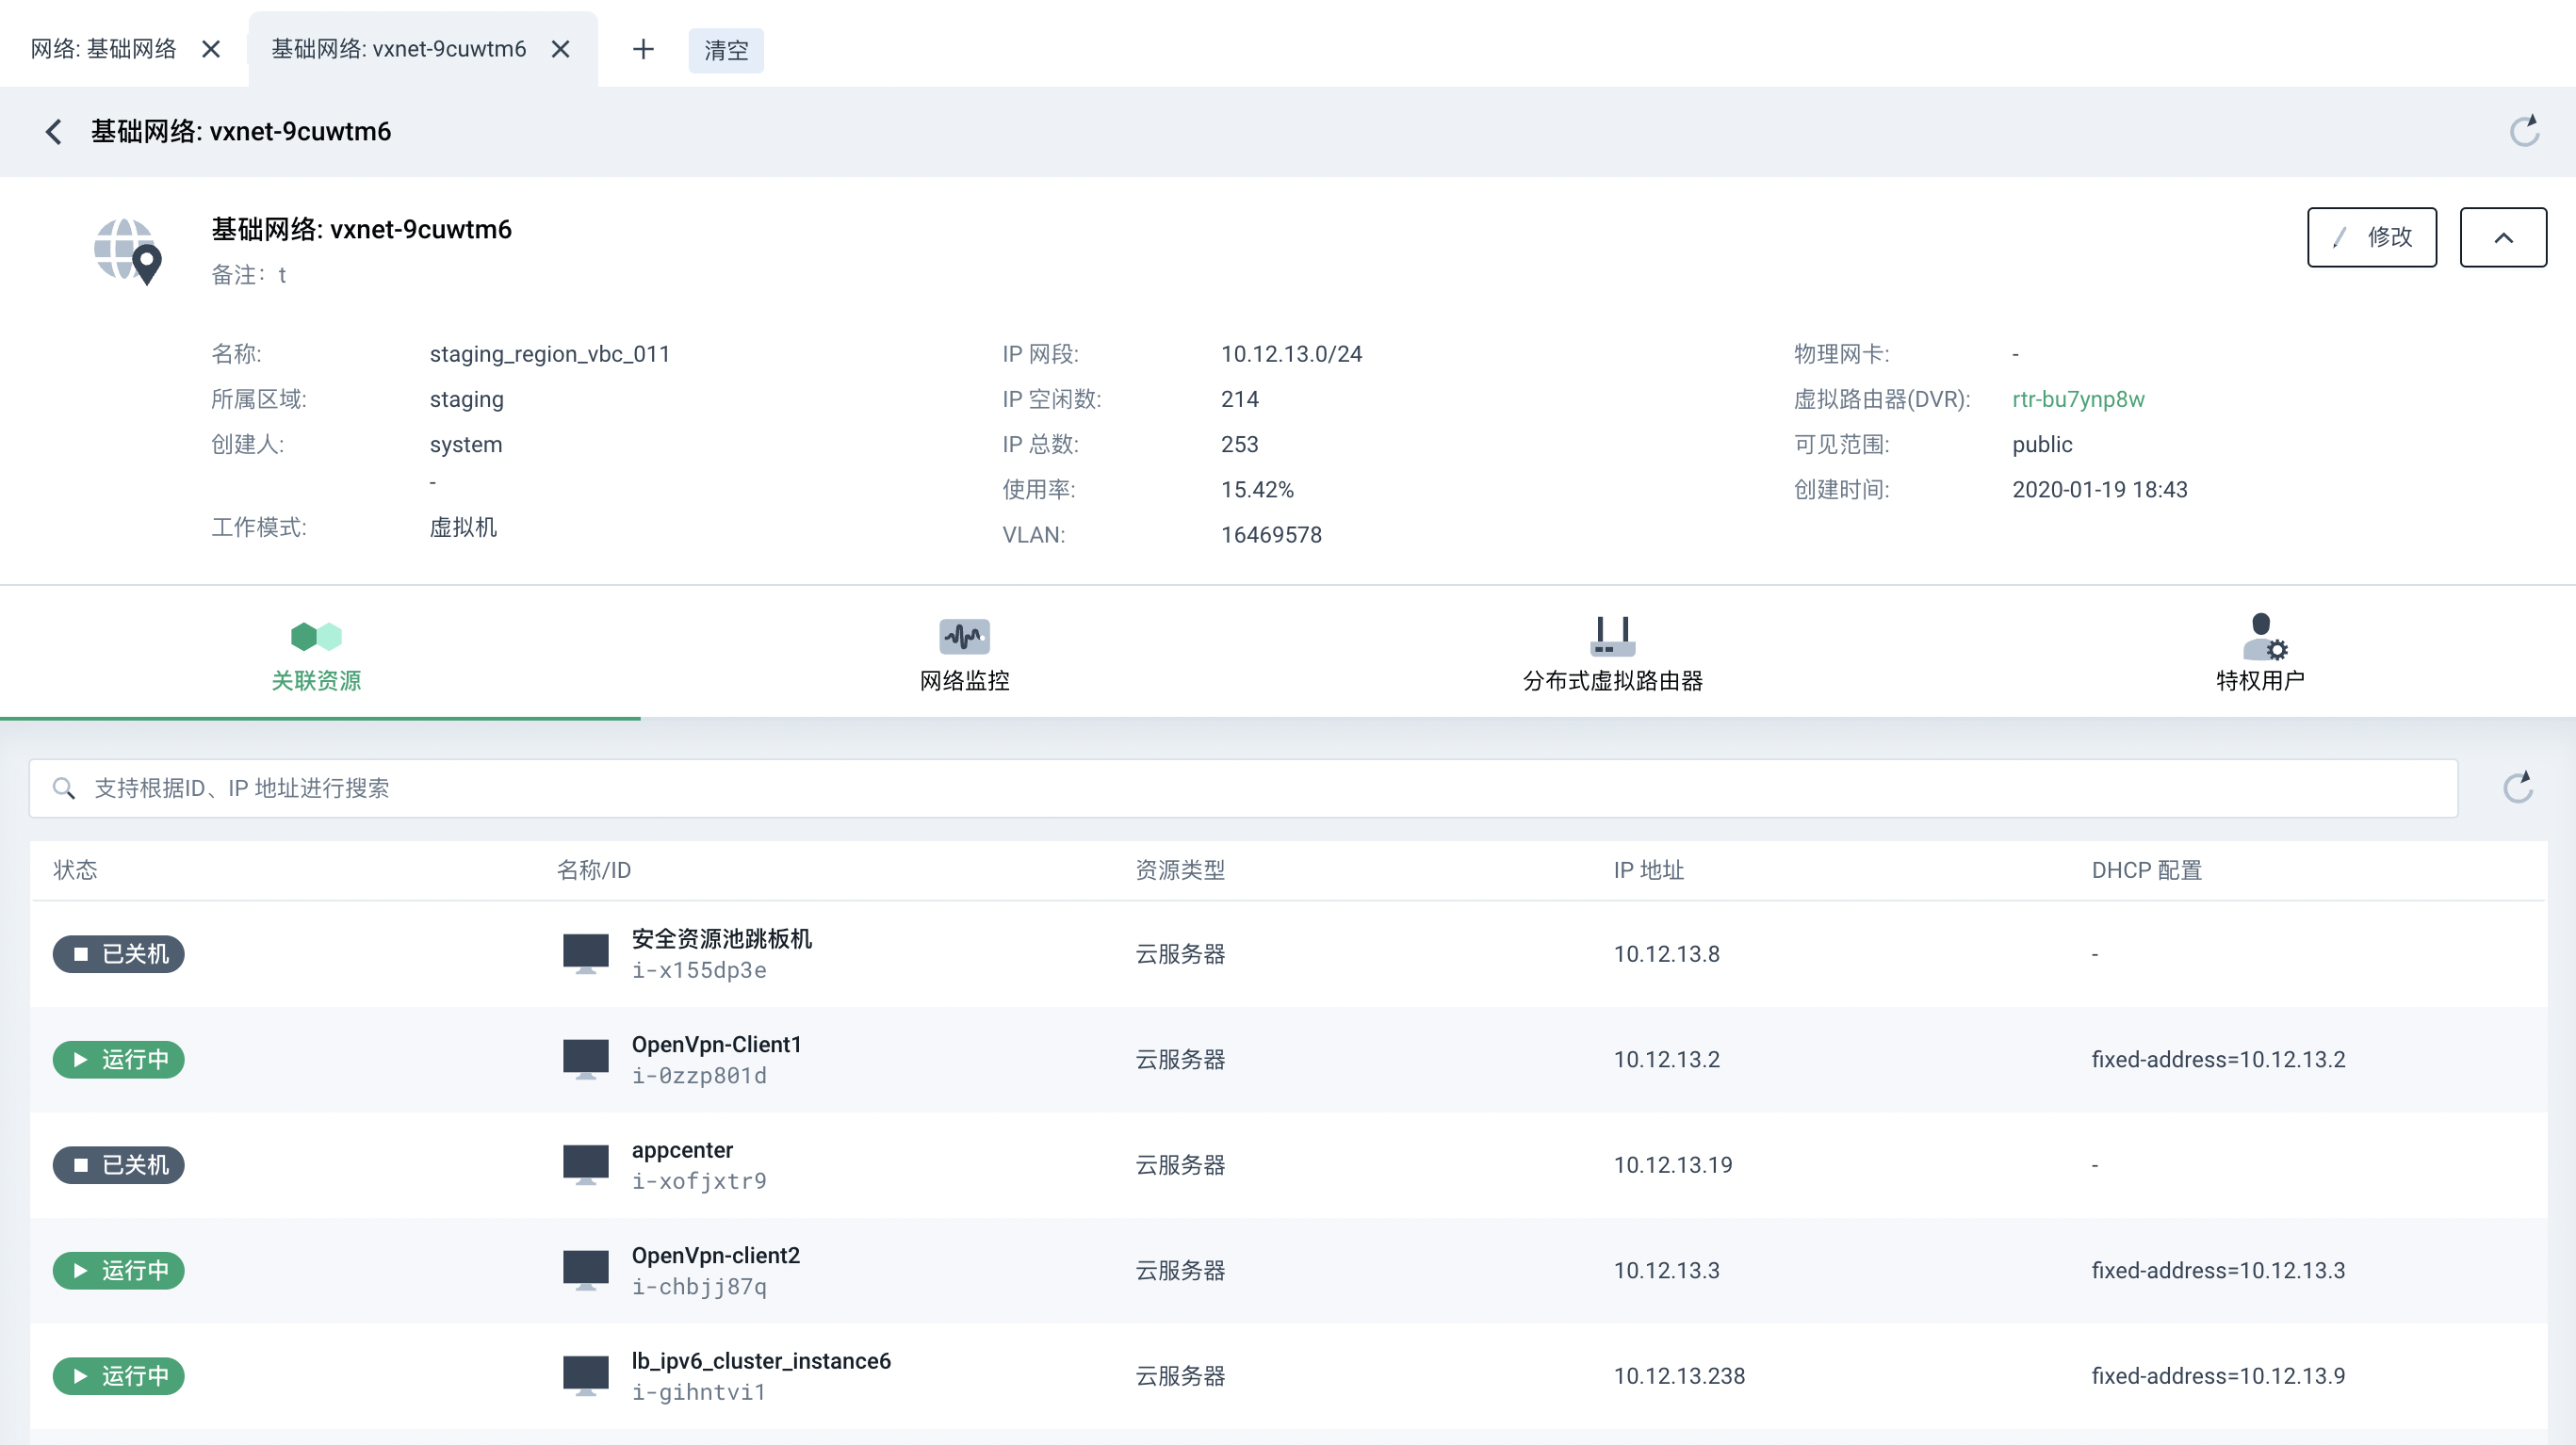 网络: 基础网络
基础网络: vxnet-9cuwtm6
清空
基础网络: vxnet-9cuwtm6
基础网络: vxnet-9cuwtm6
备注: t
修改
名称: staging_region_vbc_011
所属区域: staging
创建人: system
-
工作模式: 虚拟机
IP 网段: 10.12.13.0/24
IP 空闲数: 214
IP 总数: 253
使用率: 15.42%
VLAN: 16469578
物理网卡: -
虚拟路由器(DVR): rtr-bu7ynp8w
可见范围: public
创建时间: 2020-01-19 18:43
关联资源
网络监控
分布式虚拟路由器
特权用户
支持根据ID、IP 地址进行搜索
状态 名称/ID 资源类型 IP 地址 DHCP 配置
已关机 安全资源池跳板机 云服务器 10.12.13.8 -
i-x155dp3e
运行中 OpenVpn-Client1 云服务器 10.12.13.2 fixed-address=10.12.13.2
i-0zzp801d
已关机 appcenter 云服务器 10.12.13.19 -
i-xofjxtr9
运行中 OpenVpn-client2 云服务器 10.12.13.3 fixed-address=10.12.13.3
i-chbjj87q
运行中 lb_ipv6_cluster_instance6 云服务器 10.12.13.238 fixed-address=10.12.13.9
i-gihntvi1